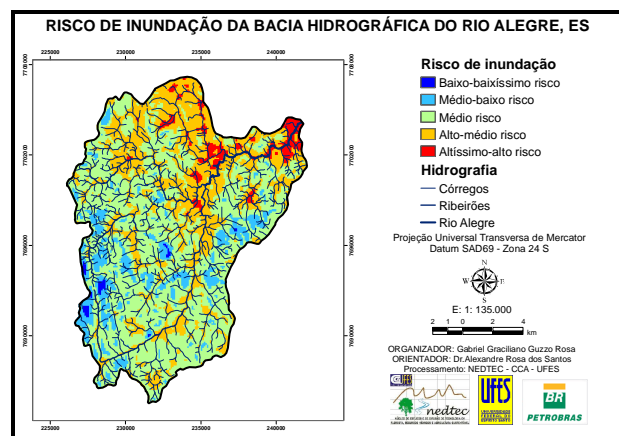 RISCO DE INUNDAÇÃO DA BACIA HIDROGRÁFICA DO RIO ALEGRE, ES
225000 230000 235000 240000
Risco de inundação
Baixo-baixíssimo risco
Médio-baixo risco
Médio risco
Alto-médio risco
Altíssimo-alto risco
Hidrografia
Córregos
Ribeirões
Rio Alegre
Projeção Universal Transversa de Mercator
Datum SAD69 - Zona 24 S
N
W E
S
E: 1: 135.000
2 1 0 2 4
km
ORGANIZADOR: Gabriel Graciliano Guzzo Rosa
ORIENTADOR: Dr.Alexandre Rosa dos Santos
Processamento: NEDTEC - CCA - UFES
nedtec
UFES
BR
PETROBRAS
225000 230000 235000 240000